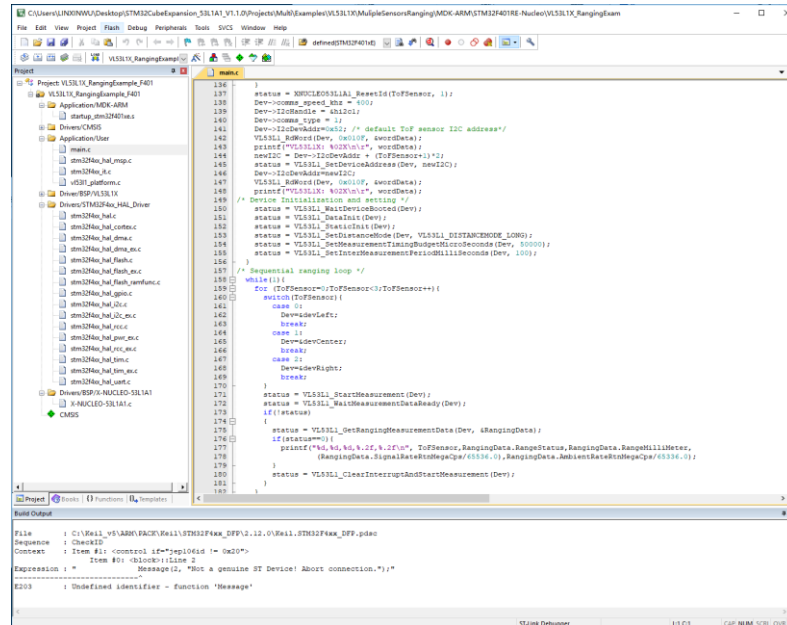 C:\Users\LINXINWU\Desktop\STM32CubeExpansion_53L1A1_V1.1.0\Projects\Multi\Examples\VL53L1X\MulipleSensorsRanging\MDK-ARM\STM32F401RE-Nucleo\VL53L1X_RangingExam
File Edit View Project Flash Debug Peripherals Tools SVCS Window Help
defined(STM32F401xE)
VL53L1X_RangingExampl
Project
main.c
Project: VL53L1X_RangingExample_F401
VL53L1X_RangingExample_F401
Application/MDK-ARM
startup_stm32f401xe.s
Drivers/CMSIS
Application/User
main.c
stm32f4xx_hal_msp.c
stm32f4xx_it.c
vl53l1_platform.c
Drivers/BSP/VL53L1X
Drivers/STM32F4xx_HAL_Driver
stm32f4xx_hal.c
stm32f4xx_hal_cortex.c
stm32f4xx_hal_dma.c
stm32f4xx_hal_dma_ex.c
stm32f4xx_hal_flash.c
stm32f4xx_hal_flash_ex.c
stm32f4xx_hal_flash_ramfunc.c
stm32f4xx_hal_gpio.c
stm32f4xx_hal_i2c.c
stm32f4xx_hal_i2c_ex.c
stm32f4xx_hal_pwr_ex.c
stm32f4xx_hal_rcc.c
stm32f4xx_hal_rcc_ex.c
stm32f4xx_hal_tim.c
stm32f4xx_hal_tim_ex.c
stm32f4xx_hal_uart.c
Drivers/BSP/X-NUCLEO-53L1A1
X-NUCLEO-53L1A1.c
CMSIS
136 }
137 status = XNUCLEO53L1A1_ResetId(ToFSensor, 1);
138 Dev->comms_speed_khz = 400;
139 Dev->I2cHandle = &hi2c1;
140 Dev->comms_type = 1;
141 Dev->I2cDevAddr=0x52; /* default ToF sensor I2C address*/
142 VL53L1_RdWord(Dev, 0x010F, &wordData);
143 printf("VL53L1X: %02X\n\r", wordData);
144 newI2C = Dev->I2cDevAddr + (ToFSensor+1)*2;
145 status = VL53L1_SetDeviceAddress(Dev, newI2C);
146 Dev->I2cDevAddr=newI2C;
147 VL53L1_RdWord(Dev, 0x010F, &wordData);
148 printf("VL53L1X: %02X\n\r", wordData);
149 /* Device Initialization and setting */
150 status = VL53L1_WaitDeviceBooted(Dev);
151 status = VL53L1_DataInit(Dev);
152 status = VL53L1_StaticInit(Dev);
153 status = VL53L1_SetDistanceMode(Dev, VL53L1_DISTANCEMODE_LONG);
154 status = VL53L1_SetMeasurementTimingBudgetMicroSeconds(Dev, 50000);
155 status = VL53L1_SetInterMeasurementPeriodMilliSeconds(Dev, 100);
156 }
157 /* Sequential ranging loop */
158 while(1){
159 for (ToFSensor=0;ToFSensor<3;ToFSensor++){
160 switch(ToFSensor){
161 case 0:
162 Dev=&devLeft;
163 break;
164 case 1:
165 Dev=&devCenter;
166 break;
167 case 2:
168 Dev=&devRight;
169 break;
170 }
171 status = VL53L1_StartMeasurement(Dev);
172 status = VL53L1_WaitMeasurementDataReady(Dev);
173 if(!status)
174 {
175 status = VL53L1_GetRangingMeasurementData(Dev, &RangingData);
176 if(status==0){
177 printf("%d,%d,%d,%.2f,%.2f\n", ToFSensor,RangingData.RangeStatus,RangingData.RangeMilliMeter,
178 (RangingData.SignalRateRtnMegaCps/65536.0),RangingData.AmbientRateRtnMegaCps/65336.0);
179 }
180 status = VL53L1_ClearInterruptAndStartMeasurement(Dev);
181 }
182 }
Project Books {} Functions Templates
Build Output
File : C:\Keil_v5\ARM\PACK\Keil\STM32F4xx_DFP\2.12.0\Keil.STM32F4xx_DFP.pdsc
Sequence : CheckID
Context : Item #1: <control if="jep106id != 0x20">
Item #0: <block>::Line 2
Expression : " Message(2, "Not a genuine ST Device! Abort connection.");"
----------------------------^
E203 : Undefined identifier - function 'Message'
ST-Link Debugger L:1 C:1 CAP NUM SCRL OVR